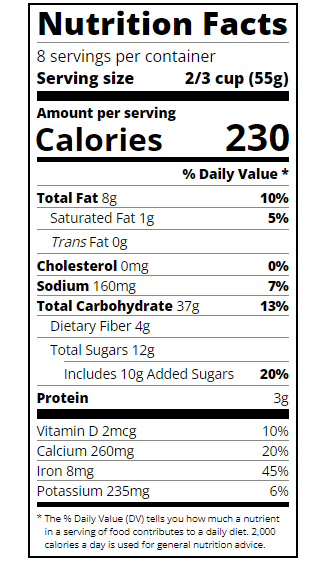 Nutrition Facts
8 servings per container
Serving size 2/3 cup (55g)
Amount per serving
Calories 230
% Daily Value *
Total Fat 8g 10%
Saturated Fat 1g 5%
Trans Fat 0g
Cholesterol 0mg 0%
Sodium 160mg 7%
Total Carbohydrate 37g 13%
Dietary Fiber 4g
Total Sugars 12g
Includes 10g Added Sugars 20%
Protein 3g
Vitamin D 2mcg 10%
Calcium 260mg 20%
Iron 8mg 45%
Potassium 235mg 6%
* The % Daily Value (DV) tells you how much a nutrient
in a serving of food contributes to a daily diet. 2,000
calories a day is used for general nutrition advice.